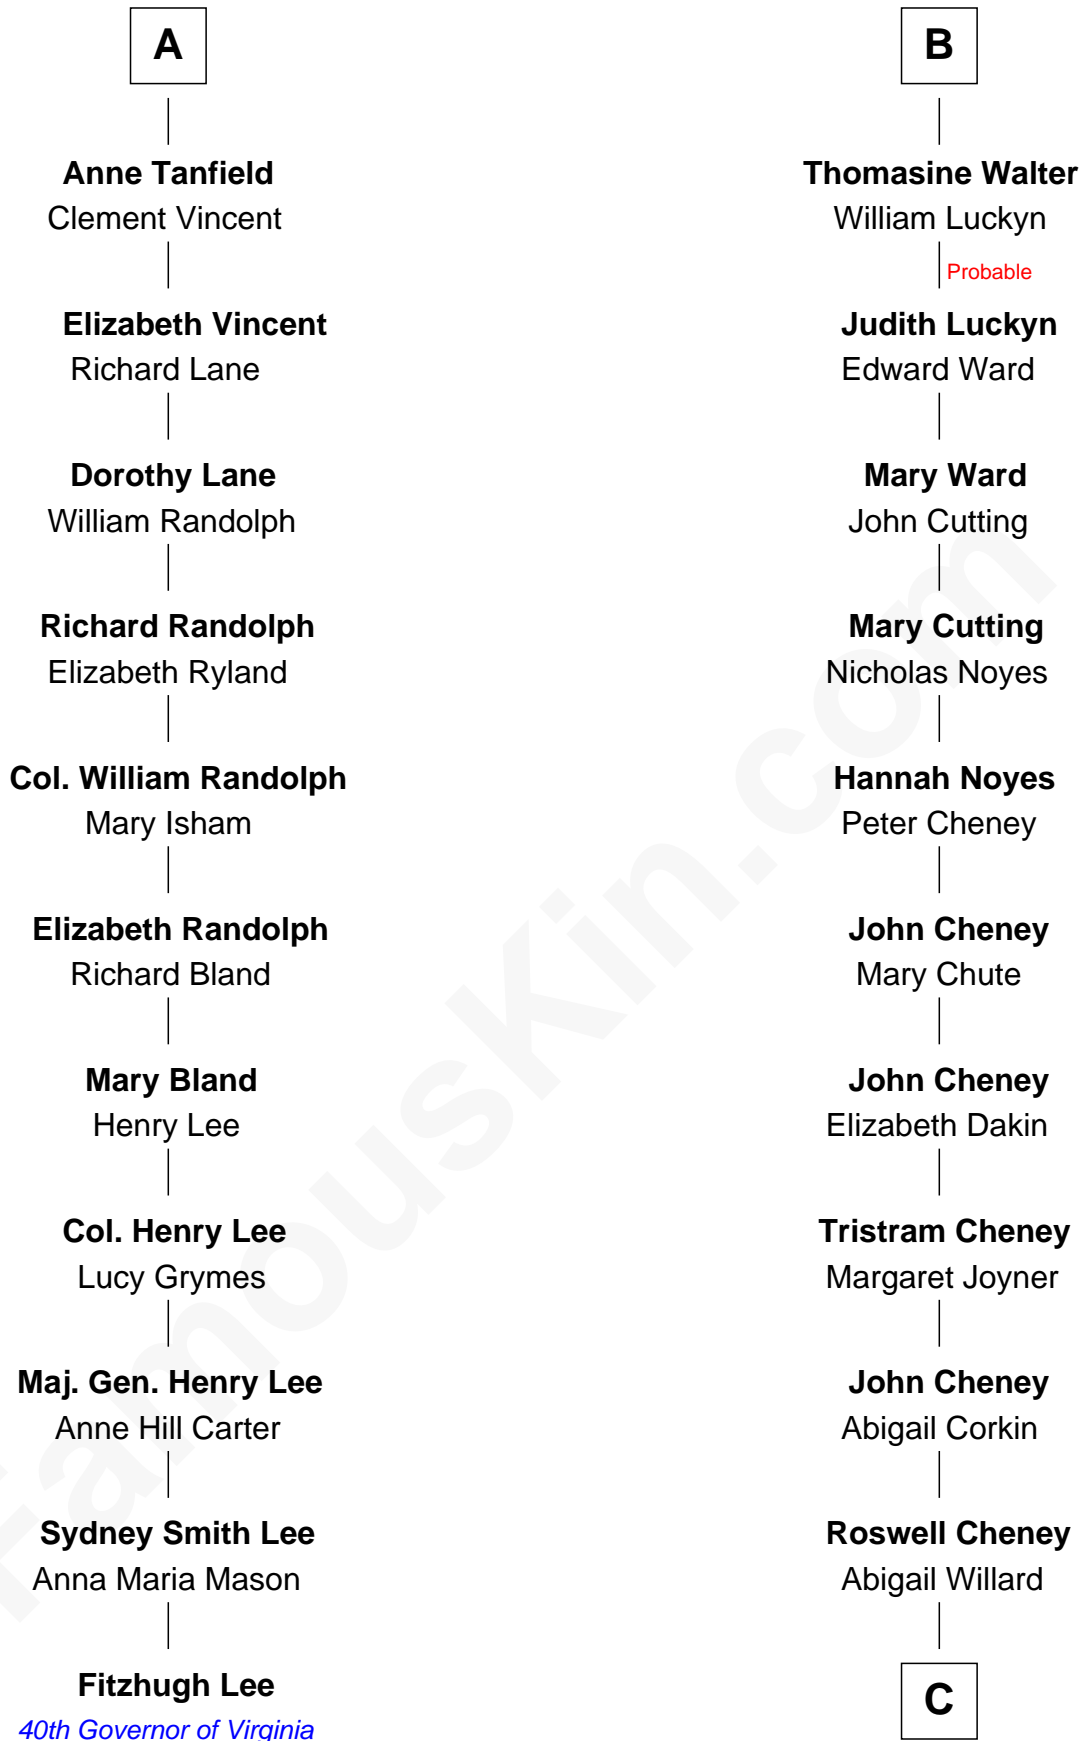 A
Anne Tanfield
Clement Vincent
Elizabeth Vincent
Richard Lane
Dorothy Lane
William Randolph
Richard Randolph
Elizabeth Ryland
Col. William Randolph
Mary Isham
Elizabeth Randolph
Richard Bland
Mary Bland
Henry Lee
Col. Henry Lee
Lucy Grymes
Maj. Gen. Henry Lee
Anne Hill Carter
Sydney Smith Lee
Anna Maria Mason
Fitzhugh Lee
40th Governor of Virginia
B
Thomasine Walter
William Luckyn
Probable
Judith Luckyn
Edward Ward
Mary Ward
John Cutting
Mary Cutting
Nicholas Noyes
Hannah Noyes
Peter Cheney
John Cheney
Mary Chute
John Cheney
Elizabeth Dakin
Tristram Cheney
Margaret Joyner
John Cheney
Abigail Corkin
Roswell Cheney
Abigail Willard
C
FamousKin.com